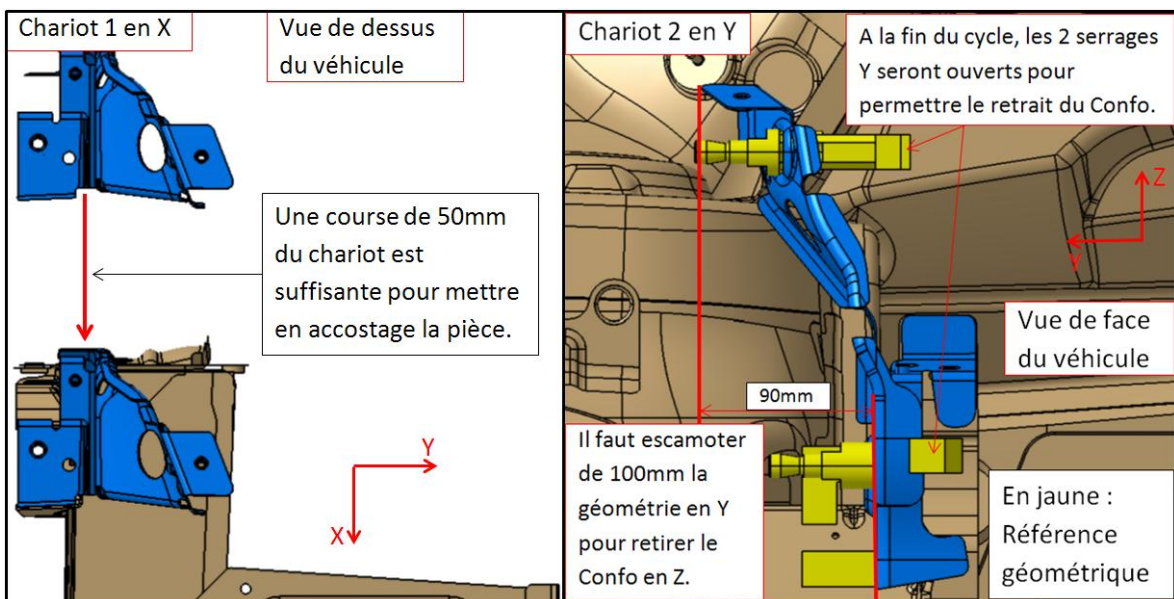 Chariot 1 en X
Vue de dessus
du véhicule
Une course de 50mm
du chariot est
suffisante pour mettre
en accostage la pièce.
Y
X
Chariot 2 en Y
A la fin du cycle, les 2 serrages
Y seront ouverts pour
permettre le retrait du Confo.
Z
Y
Vue de face
du véhicule
90mm
Il faut escamoter
de 100mm la
géométrie en Y
pour retirer le
Confo en Z.
En jaune :
Référence
géométrique